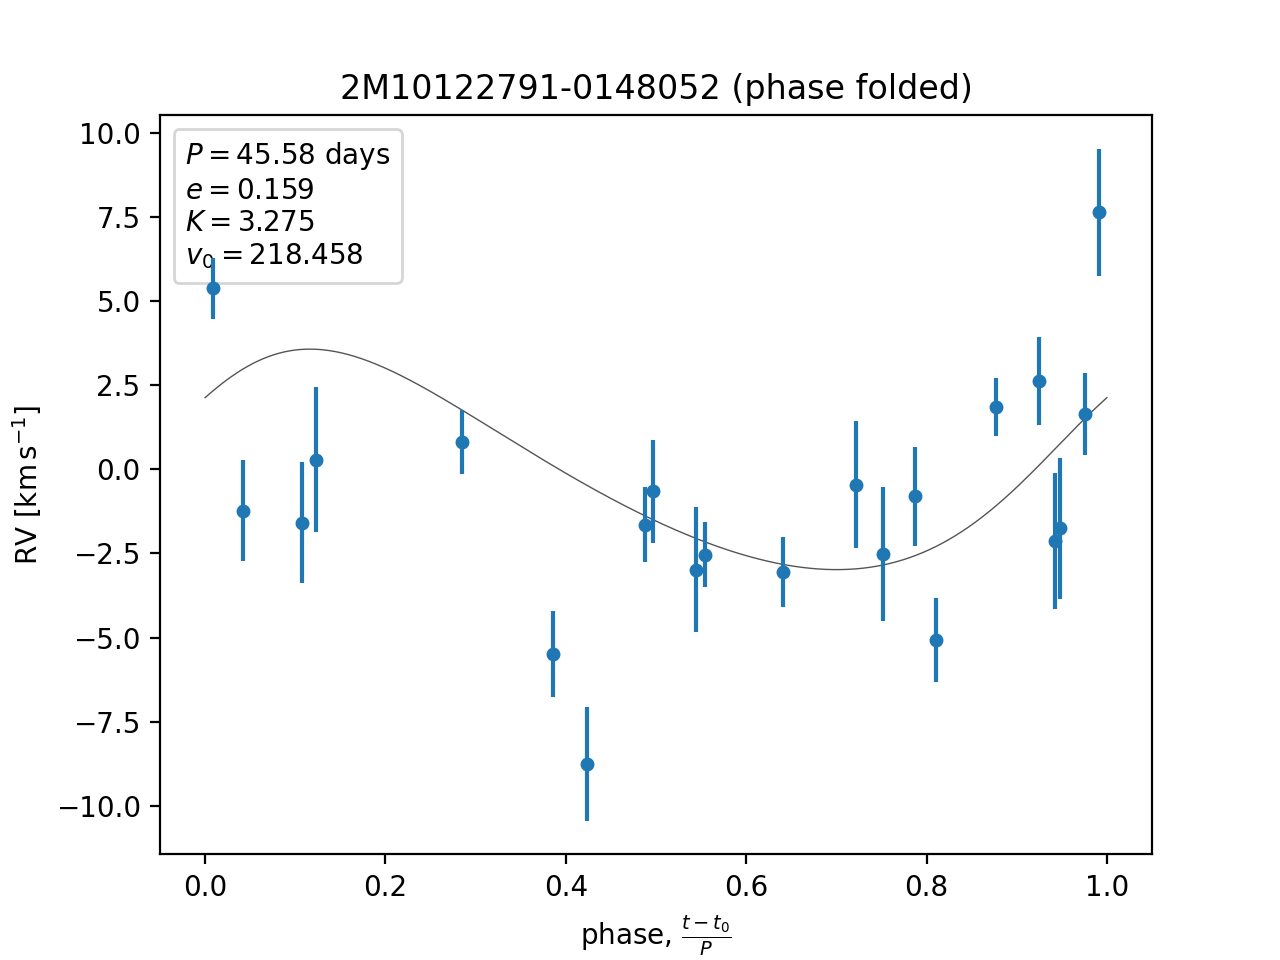 2M10122791-0148052 (phase folded)
P = 45.58 days
e = 0.159
K = 3.275
v₀ = 218.458
10.0
7.5
5.0
2.5
0.0
−2.5
−5.0
−7.5
−10.0
RV [km s⁻¹]
0.0 0.2 0.4 0.6 0.8 1.0
phase, (t − t₀)/P